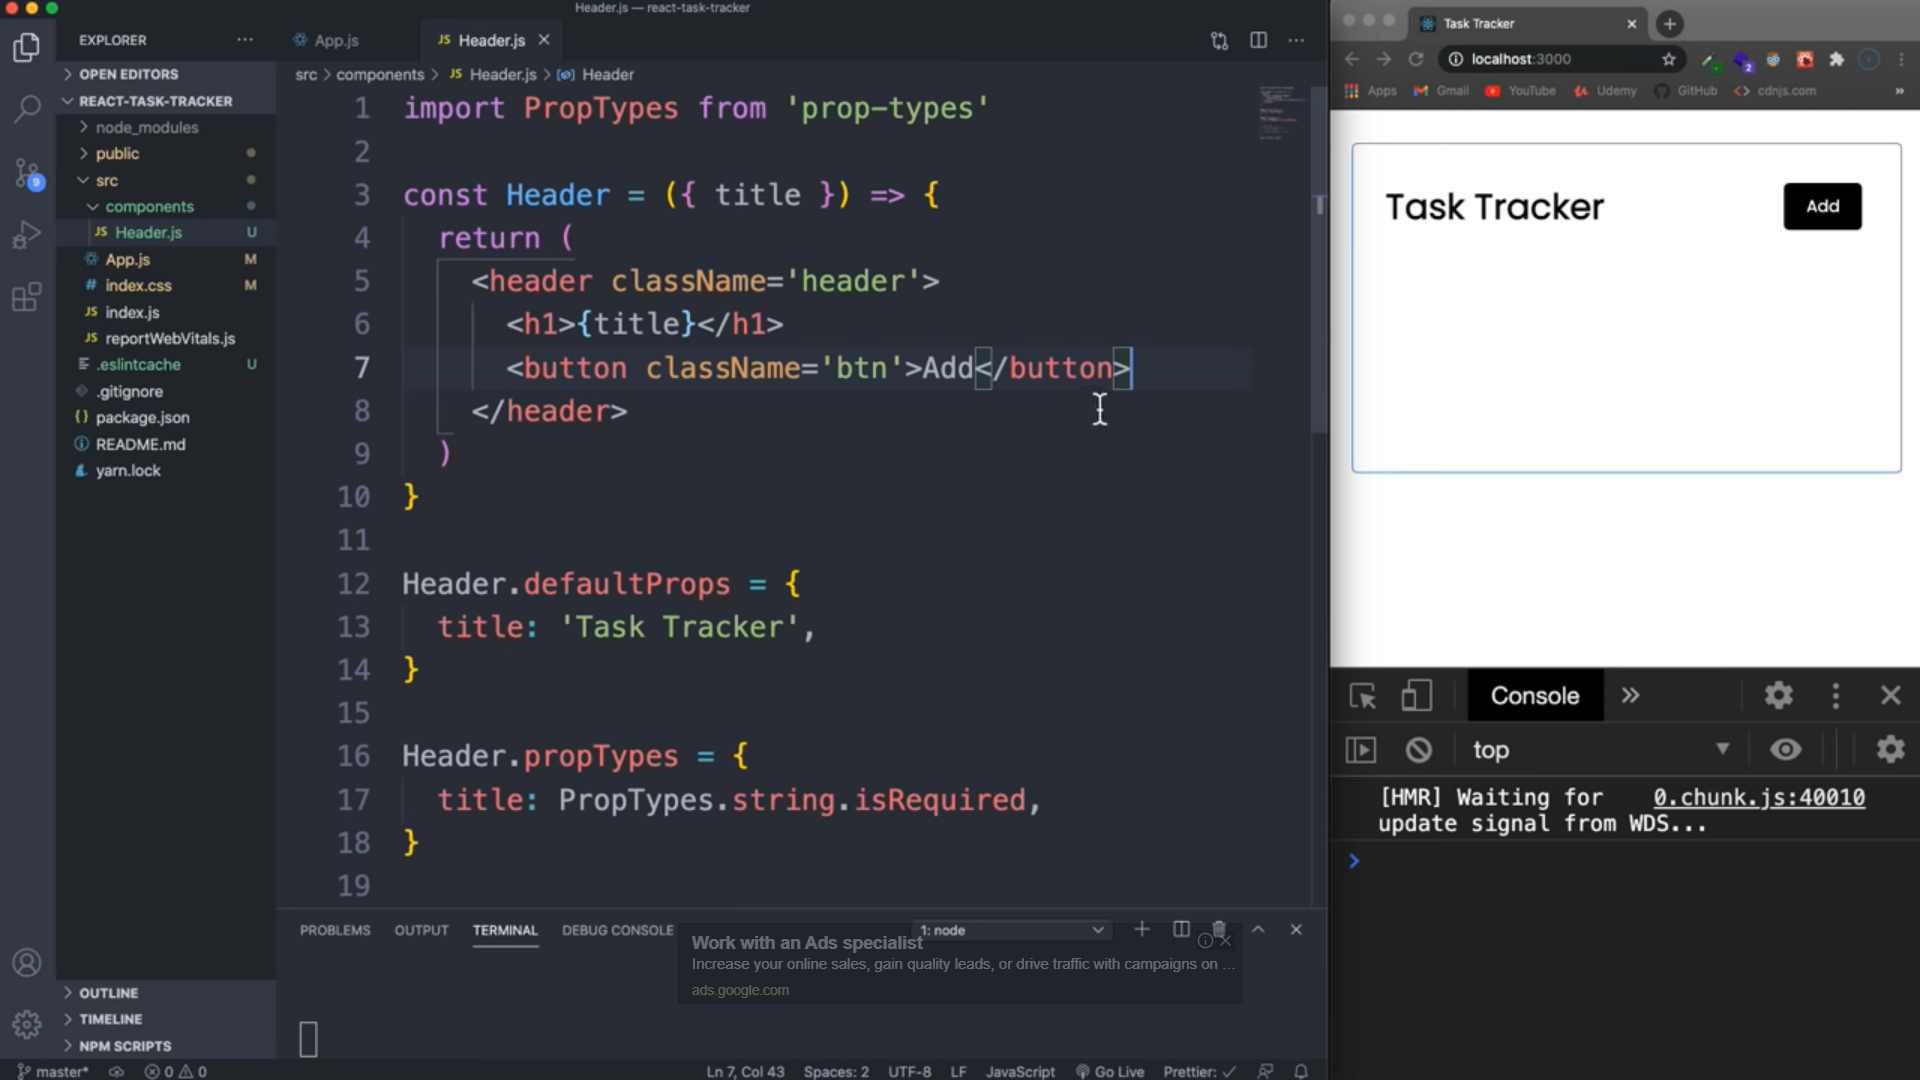 Header.js — react-task-tracker
EXPLORER
OPEN EDITORS
REACT-TASK-TRACKER
node_modules
public
src
components
JS Header.js U
App.js M
# index.css M
JS index.js
JS reportWebVitals.js
.eslintcache U
.gitignore
{} package.json
README.md
yarn.lock
OUTLINE
TIMELINE
NPM SCRIPTS
9
App.js
JS Header.js
src > components > JS Header.js > Header
1 import PropTypes from 'prop-types'
2
3 const Header = ({ title }) => {
4 return (
5 <header className='header'>
6 <h1>{title}</h1>
7 <button className='btn'>Add</button>
8 </header>
9 )
10 }
11
12 Header.defaultProps = {
13 title: 'Task Tracker',
14 }
15
16 Header.propTypes = {
17 title: PropTypes.string.isRequired,
18 }
19
PROBLEMS OUTPUT TERMINAL DEBUG CONSOLE 1: node
Work with an Ads specialist
Increase your online sales, gain quality leads, or drive traffic with campaigns on ...
ads.google.com
master* 0 0 Ln 7, Col 43 Spaces: 2 UTF-8 LF JavaScript Go Live Prettier: ✓
Task Tracker
localhost:3000
2
Apps Gmail YouTube Udemy GitHub cdnjs.com »
Task Tracker Add
Console »
top
[HMR] Waiting for 0.chunk.js:40010
update signal from WDS...